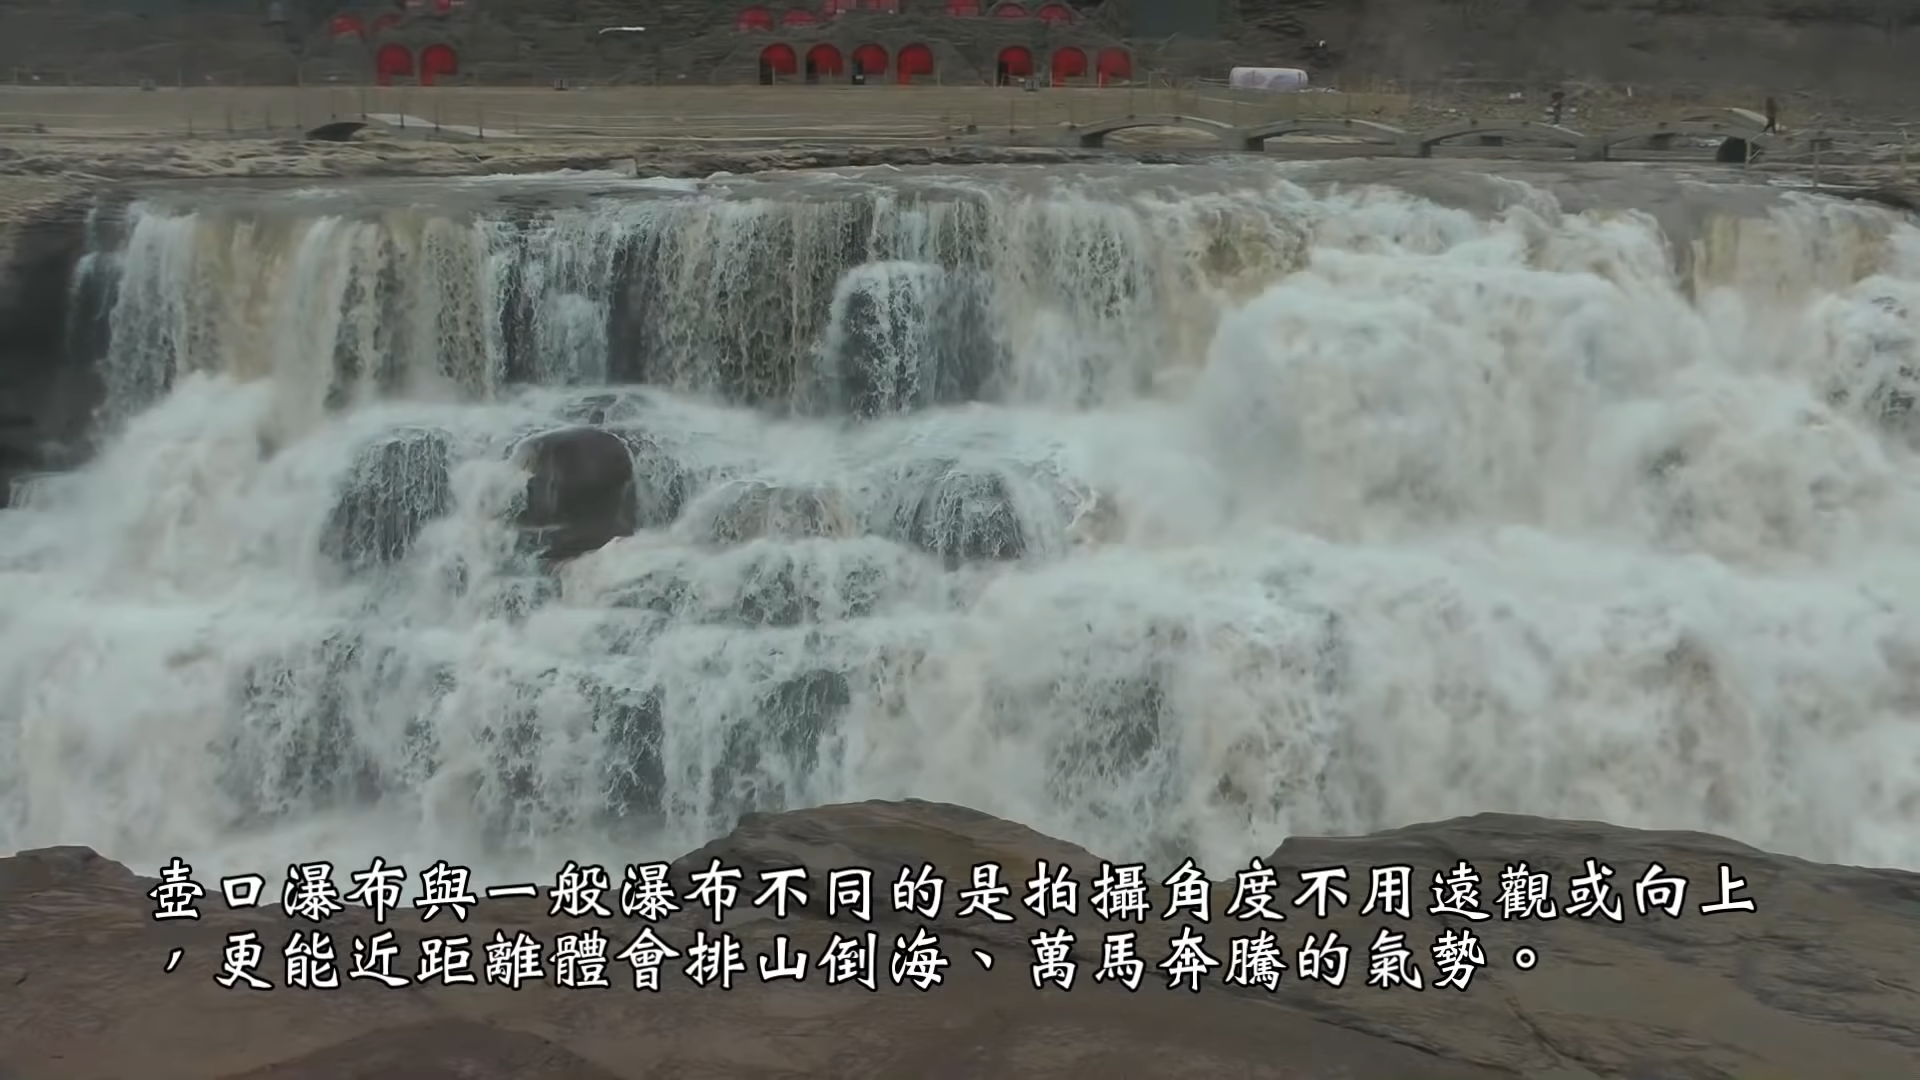 壺口瀑布與一般瀑布不同的是拍攝角度不用遠觀或向上
，更能近距離體會排山倒海、萬馬奔騰的氣勢。